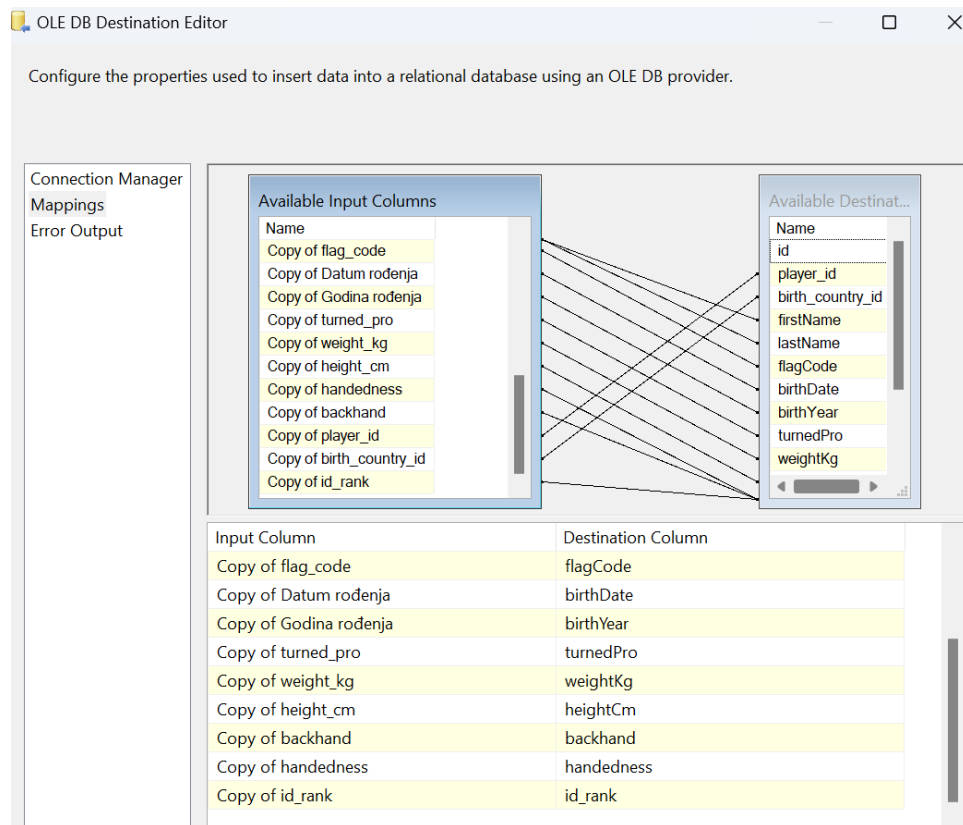 OLE DB Destination Editor
Configure the properties used to insert data into a relational database using an OLE DB provider.
Connection Manager
Mappings
Error Output
Available Input Columns
Name
Copy of flag_code
Copy of Datum rođenja
Copy of Godina rođenja
Copy of turned_pro
Copy of weight_kg
Copy of height_cm
Copy of handedness
Copy of backhand
Copy of player_id
Copy of birth_country_id
Copy of id_rank
Available Destinat...
Name
id
player_id
birth_country_id
firstName
lastName
flagCode
birthDate
birthYear
turnedPro
weightKg
Input Column Destination Column
Copy of flag_code flagCode
Copy of Datum rođenja birthDate
Copy of Godina rođenja birthYear
Copy of turned_pro turnedPro
Copy of weight_kg weightKg
Copy of height_cm heightCm
Copy of backhand backhand
Copy of handedness handedness
Copy of id_rank id_rank